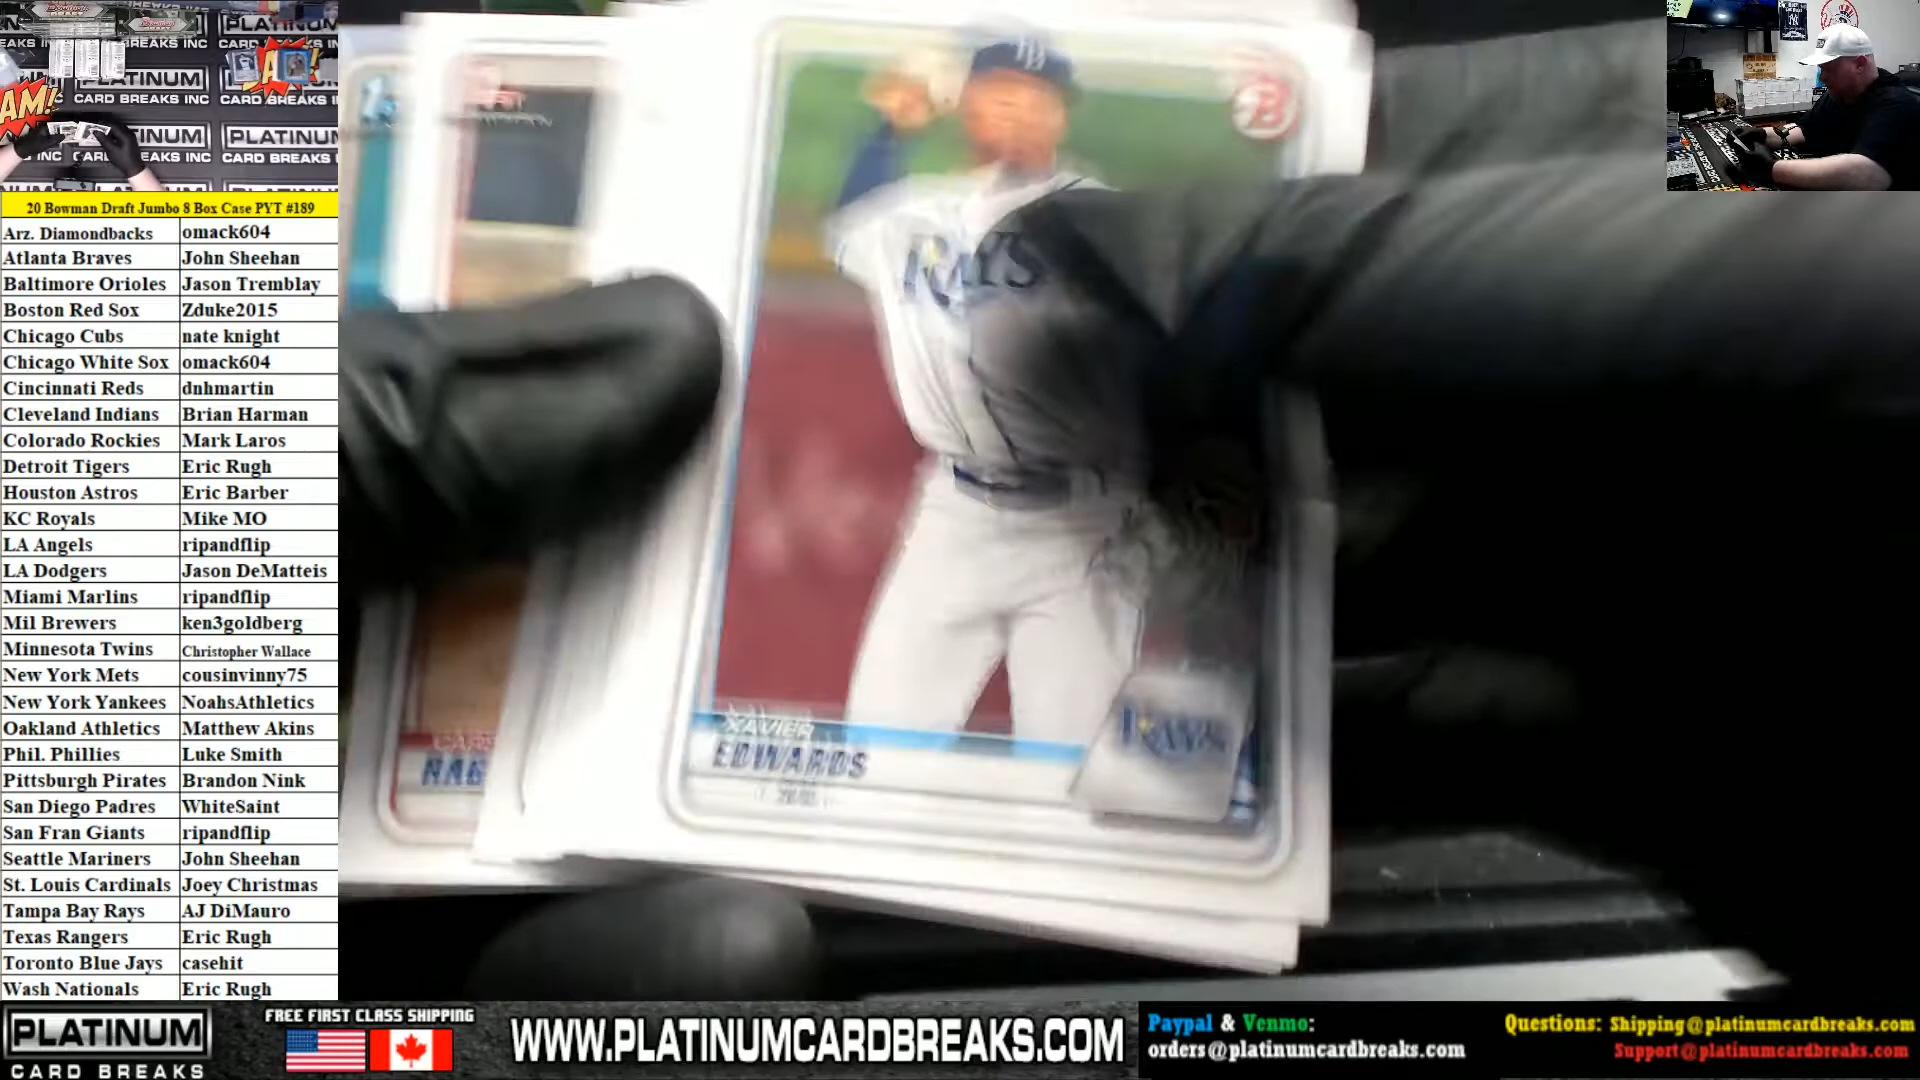 PLATINUM
CARD BREAKS INC
20 Bowman Draft Jumbo 8 Box Case PYT #189
Arz. Diamondbacks omack604
Atlanta Braves John Sheehan
Baltimore Orioles Jason Tremblay
Boston Red Sox Zduke2015
Chicago Cubs nate knight
Chicago White Sox omack604
Cincinnati Reds dnhmartin
Cleveland Indians Brian Harman
Colorado Rockies Mark Laros
Detroit Tigers Eric Rugh
Houston Astros Eric Barber
KC Royals Mike MO
LA Angels ripandflip
LA Dodgers Jason DeMatteis
Miami Marlins ripandflip
Mil Brewers ken3goldberg
Minnesota Twins Christopher Wallace
New York Mets cousinvinny75
New York Yankees NoahsAthletics
Oakland Athletics Matthew Akins
Phil. Phillies Luke Smith
Pittsburgh Pirates Brandon Nink
San Diego Padres WhiteSaint
San Fran Giants ripandflip
Seattle Mariners John Sheehan
St. Louis Cardinals Joey Christmas
Tampa Bay Rays AJ DiMauro
Texas Rangers Eric Rugh
Toronto Blue Jays casehit
Wash Nationals Eric Rugh
TB
B
RAYS
XAVIER
EDWARDS
RAYS
PLATINUM
CARD BREAKS
FREE FIRST CLASS SHIPPING
WWW.PLATINUMCARDBREAKS.COM
Paypal & Venmo:
orders@platinumcardbreaks.com
Questions: Shipping@platinumcardbreaks.com
Support@platinumcardbreaks.com